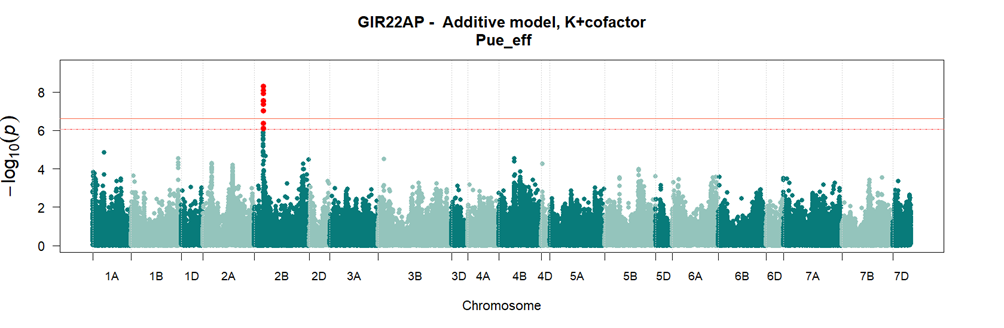 GIR22AP - Additive model, K+cofactor
Pue_eff
− log10(p)
8
6
4
2
0
1A 1B 1D 2A 2B 2D 3A 3B 3D 4A 4B 4D 5A 5B 5D 6A 6B 6D 7A 7B 7D
Chromosome